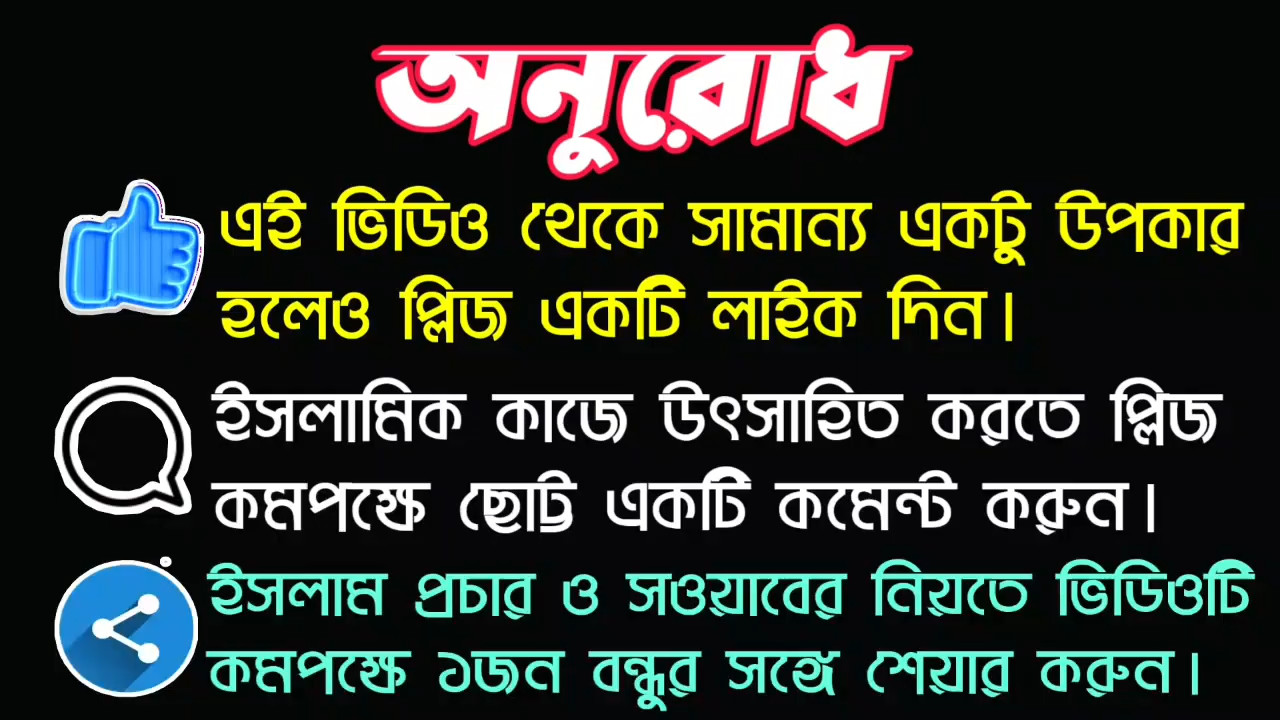 অনুরোধ
এই ভিডিও থেকে সামান্য একটু উপকার
হলেও প্লিজ একটি লাইক দিন।
ইসলামিক কাজে উৎসাহিত করতে প্লিজ
কমপক্ষে ছোট্ট একটি কমেন্ট করুন।
ইসলাম প্রচার ও সওয়াবের নিয়তে ভিডিওটি
কমপক্ষে ১জন বন্ধুর সঙ্গে শেয়ার করুন।